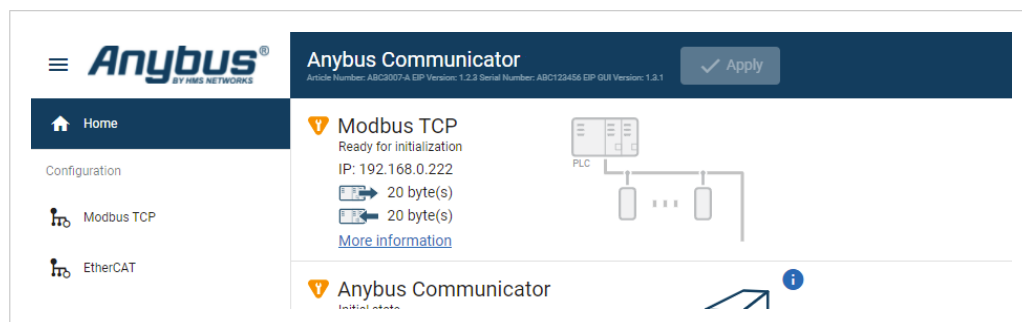 Anybus®
BY HMS NETWORKS
Anybus Communicator
Article Number: ABC3007-A EIP Version: 1.2.3 Serial Number: ABC123456 EIP GUI Version: 1.3.1
Apply
Home
Configuration
Modbus TCP
EtherCAT
Modbus TCP
Ready for initialization
IP: 192.168.0.222
20 byte(s)
20 byte(s)
More information
PLC
Anybus Communicator
Initial state